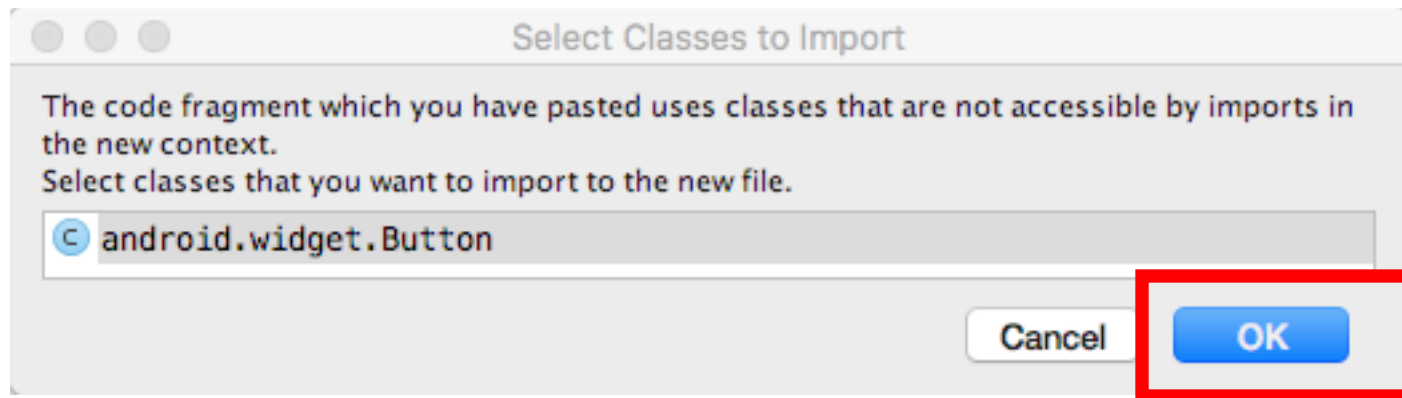 Select Classes to Import
The code fragment which you have pasted uses classes that are not accessible by imports in
the new context.
Select classes that you want to import to the new file.
C android.widget.Button
Cancel OK